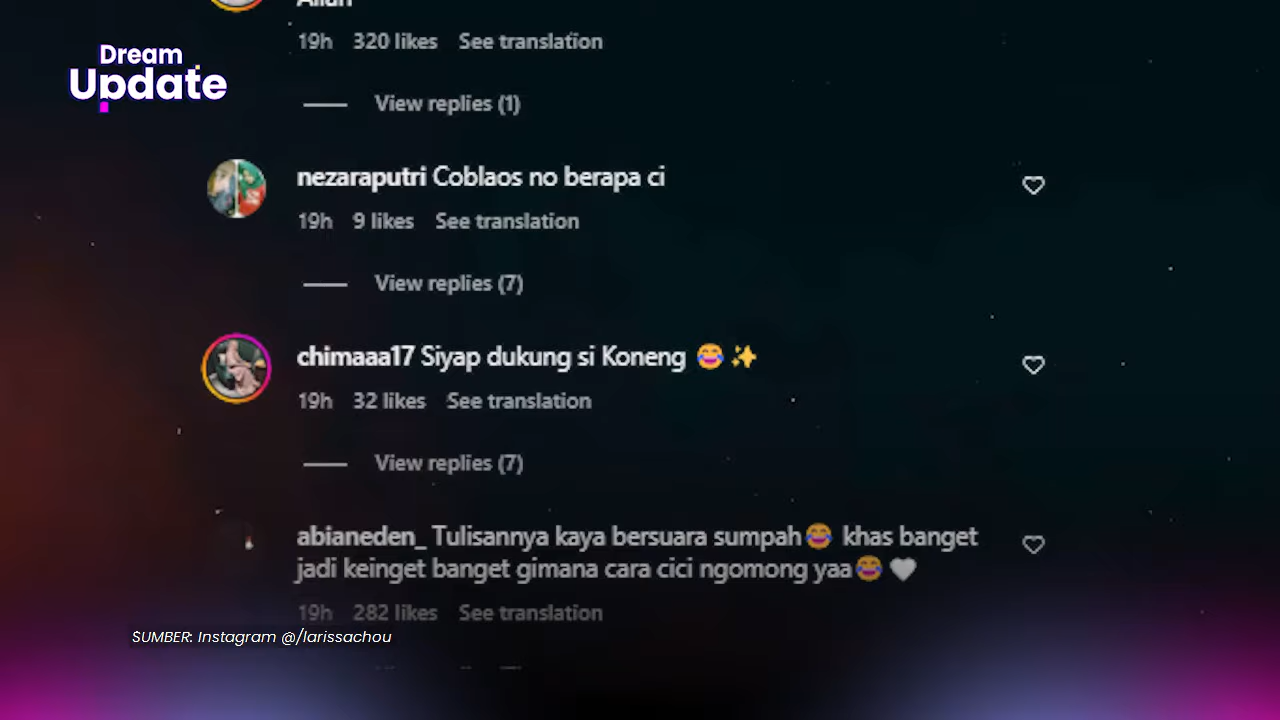 Allah
19h 320 likes See translation
Dream
Update
View replies (1)
nezaraputri Coblaos no berapa ci
19h 9 likes See translation
View replies (7)
chimaaa17 Siyap dukung si Koneng 😂✨
19h 32 likes See translation
View replies (7)
abianeden_ Tulisannya kaya bersuara sumpah😂 khas banget
jadi keinget banget gimana cara cici ngomong yaa😂🤍
19h 282 likes See translation
SUMBER: Instagram @/larissachou